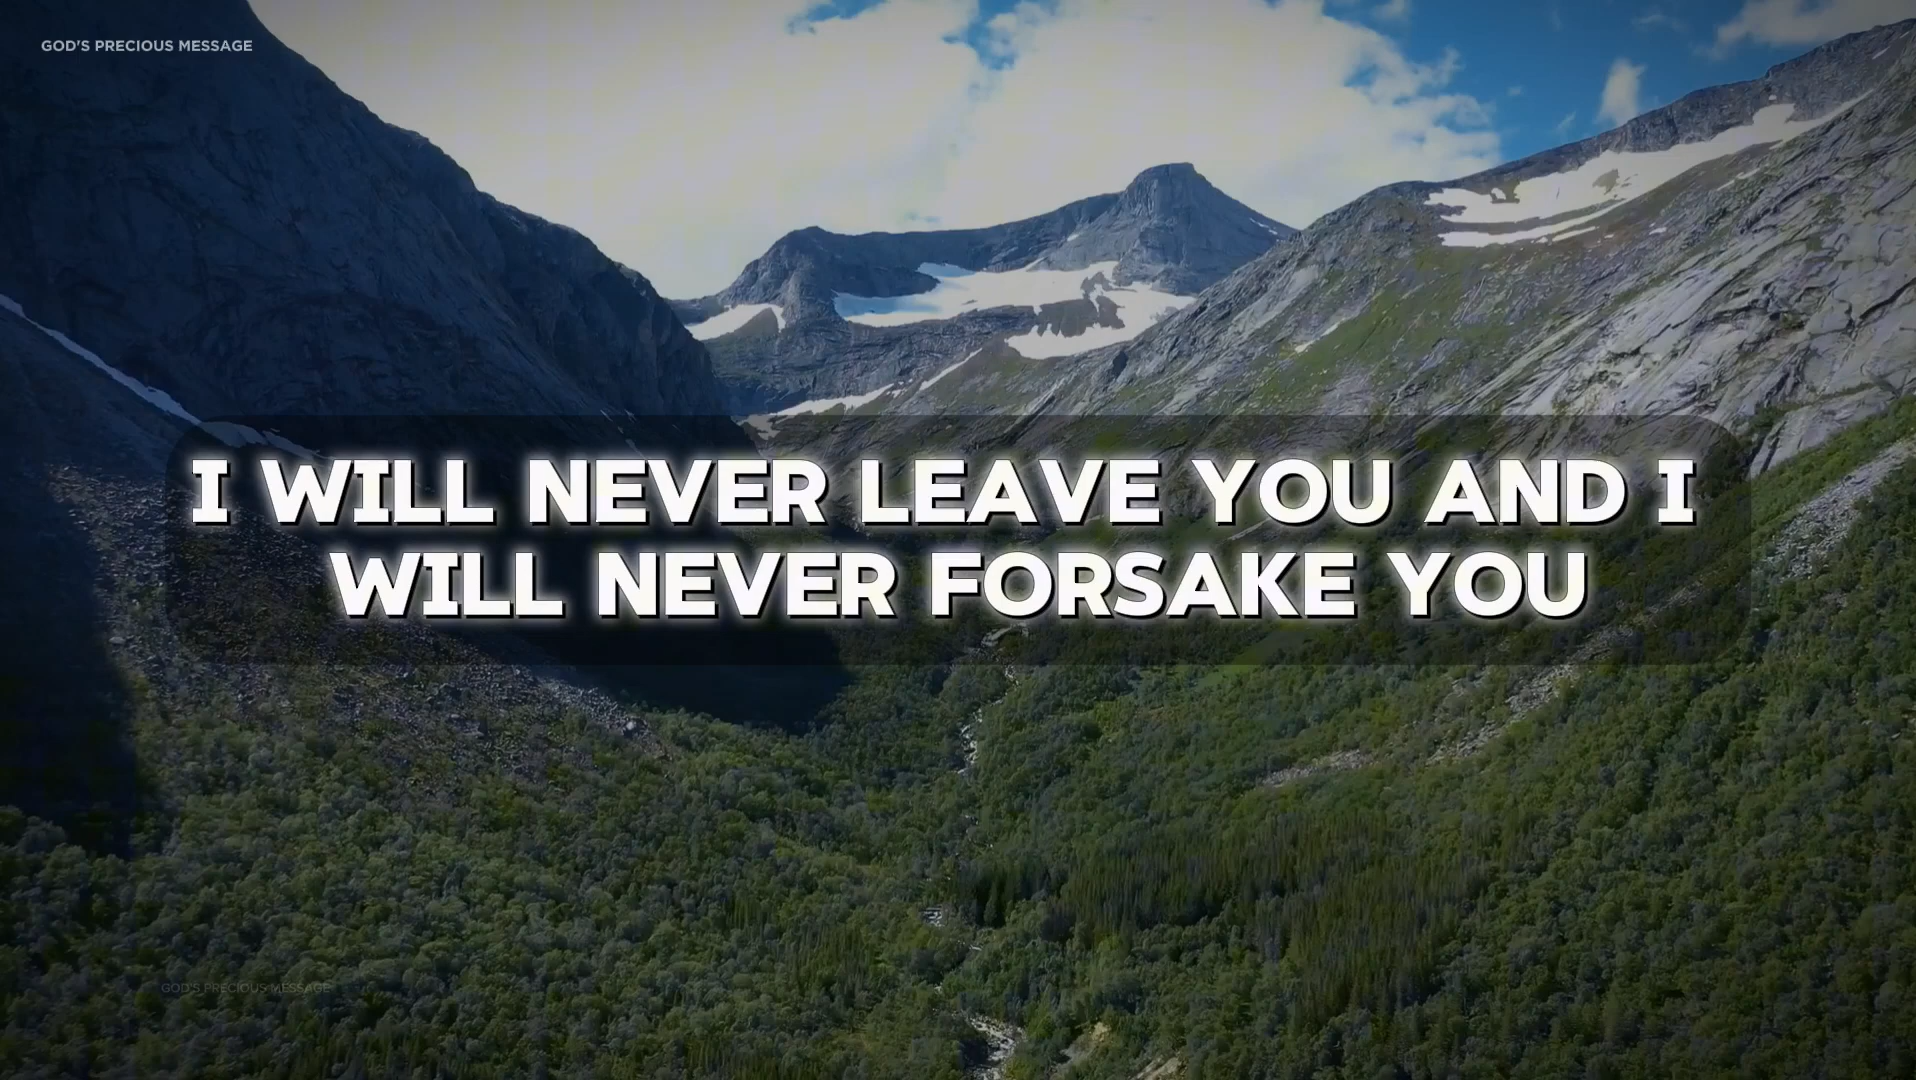 GOD'S PRECIOUS MESSAGE
I WILL NEVER LEAVE YOU AND I
WILL NEVER FORSAKE YOU
GOD'S PRECIOUS MESSAGE